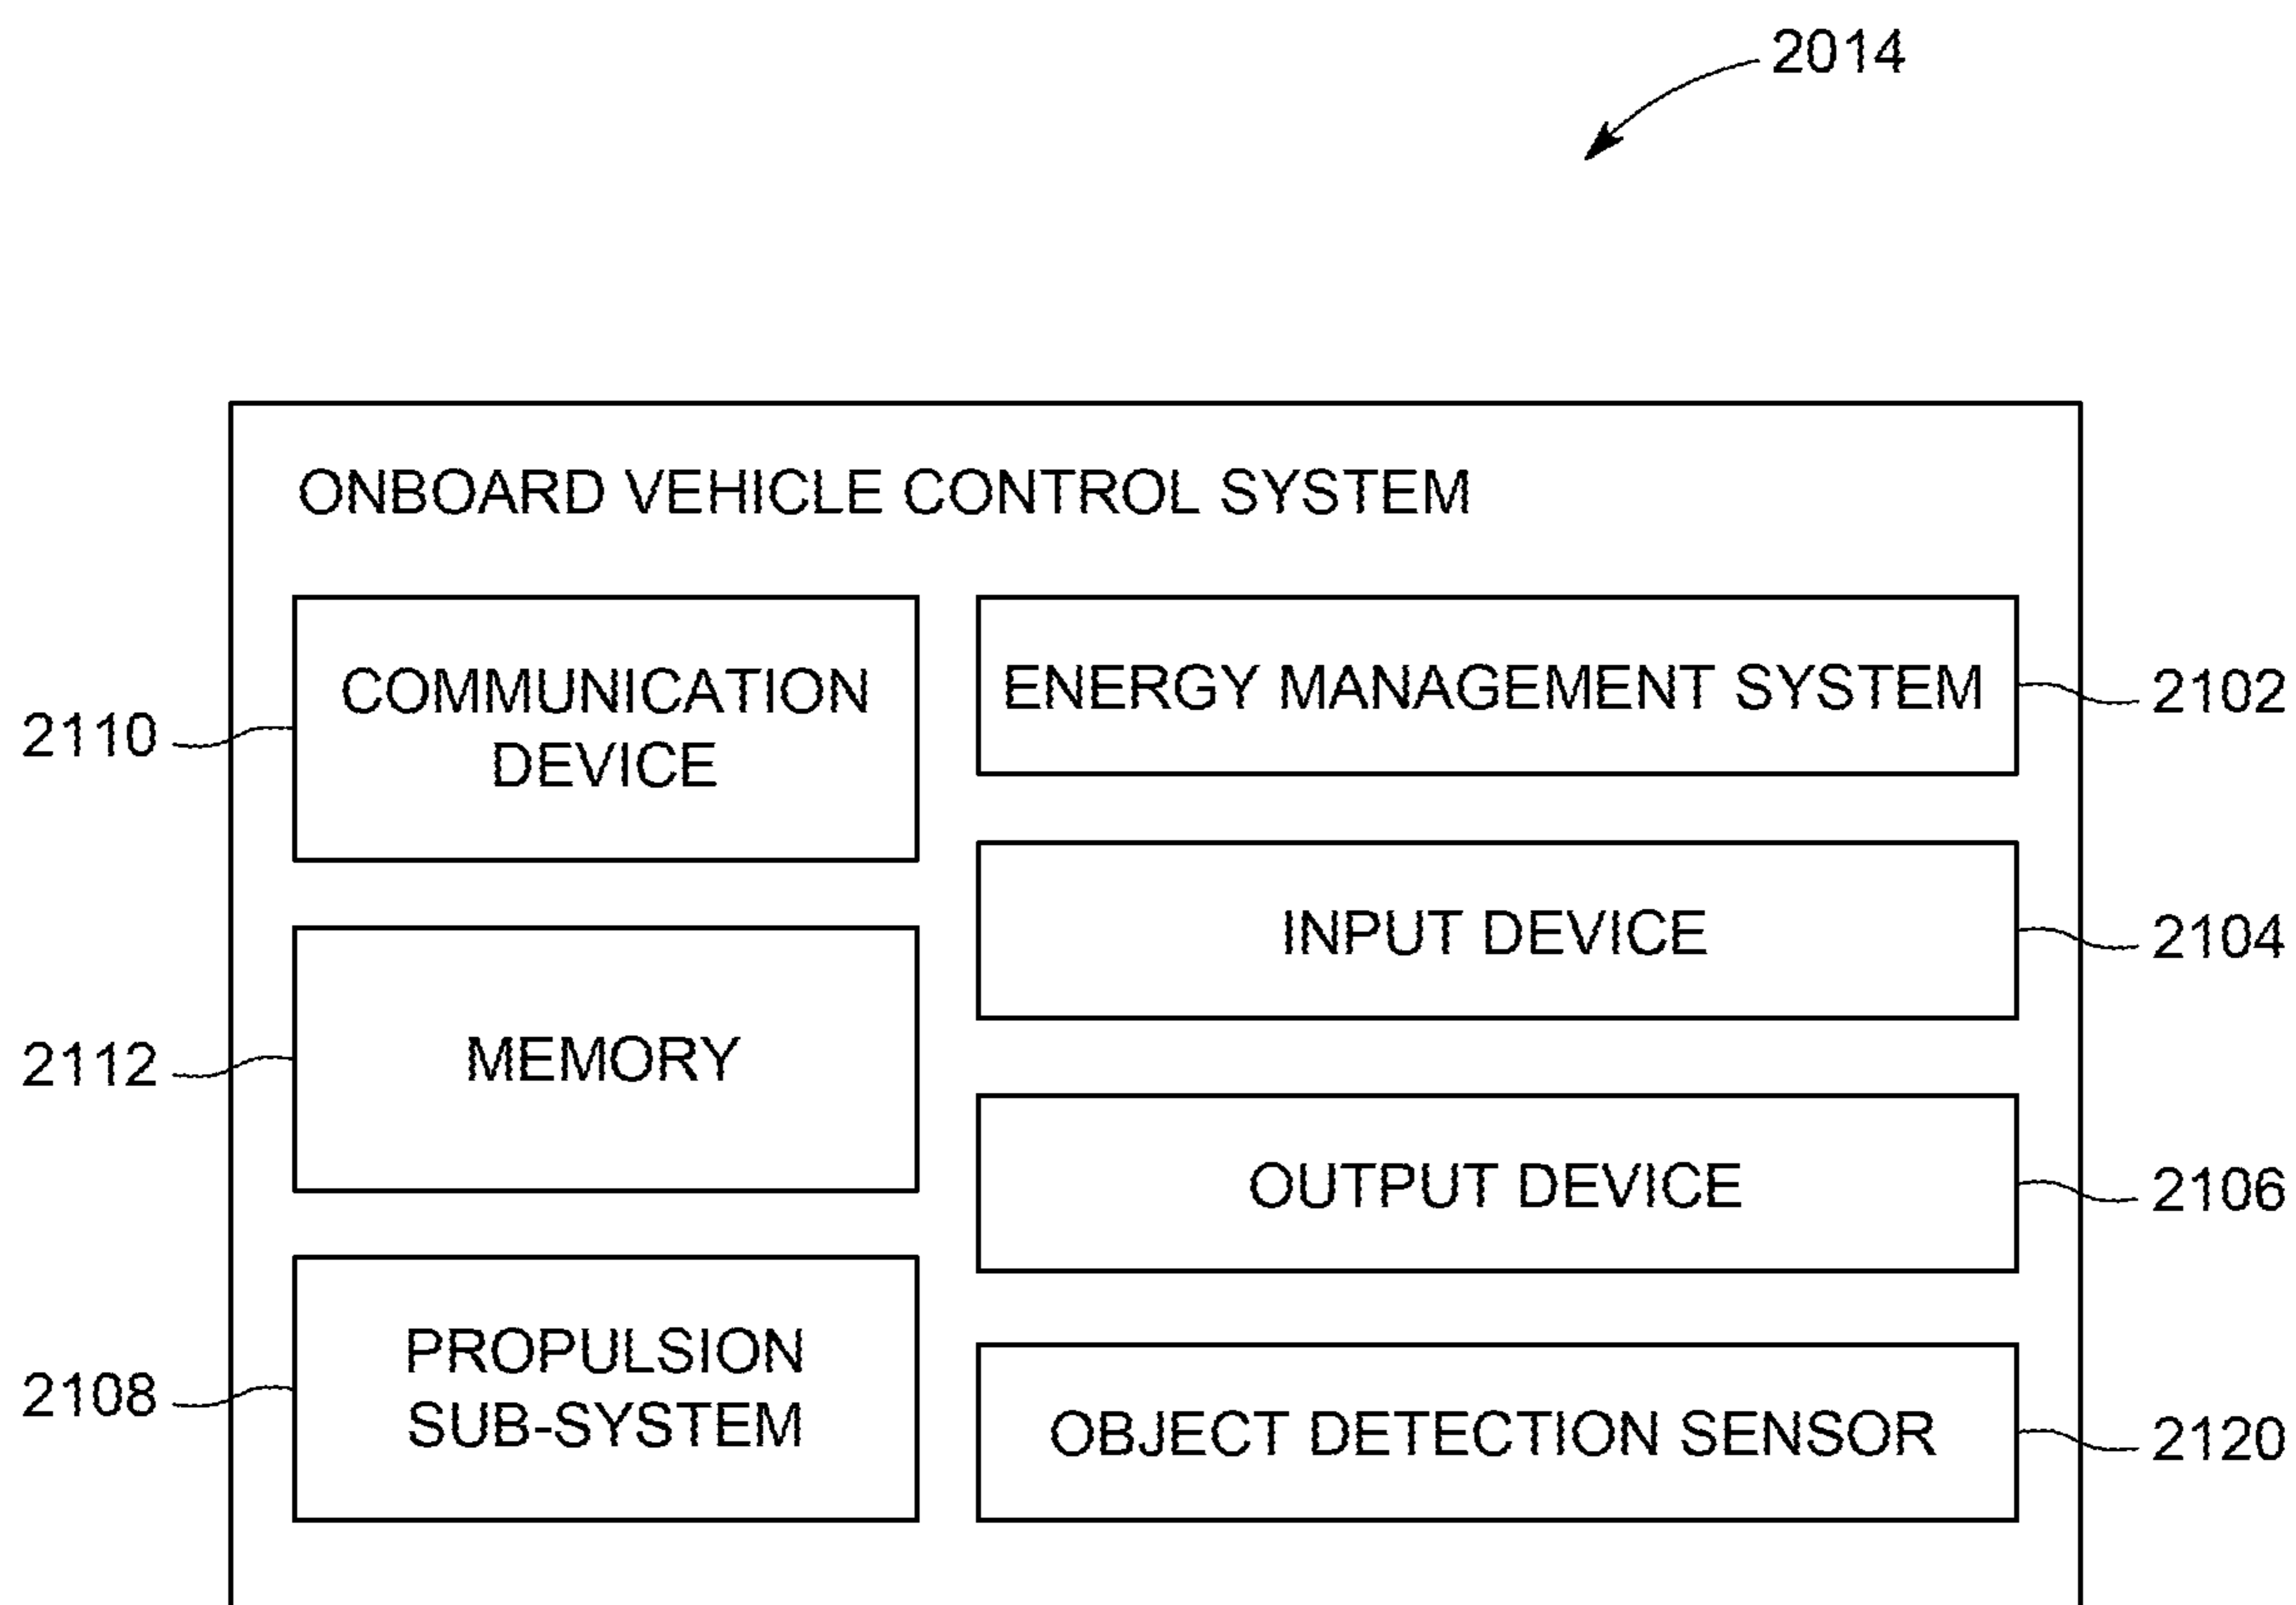 2014
ONBOARD VEHICLE CONTROL SYSTEM
COMMUNICATION
DEVICE
2110
MEMORY
2112
PROPULSION
SUB-SYSTEM
2108
ENERGY MANAGEMENT SYSTEM
2102
INPUT DEVICE
2104
OUTPUT DEVICE
2106
OBJECT DETECTION SENSOR
2120